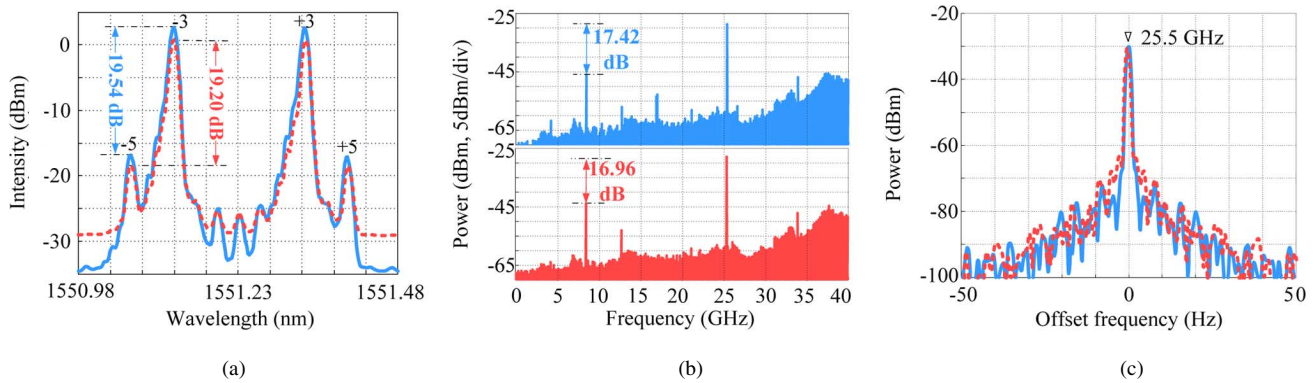 -3
+3
-5
+5
19.54 dB
19.20 dB
0
-10
-20
-30
Intensity (dBm)
1550.98
1551.23
1551.48
Wavelength (nm)
(a)
-25
-45
-65
-25
-45
-65
17.42
dB
16.96
dB
Power (dBm, 5dBm/div)
0
5
10
15
20
25
30
35
40
Frequency (GHz)
(b)
-20
-40
-60
-80
-100
25.5 GHz
Power (dBm)
-50
0
50
Offset frequency (Hz)
(c)